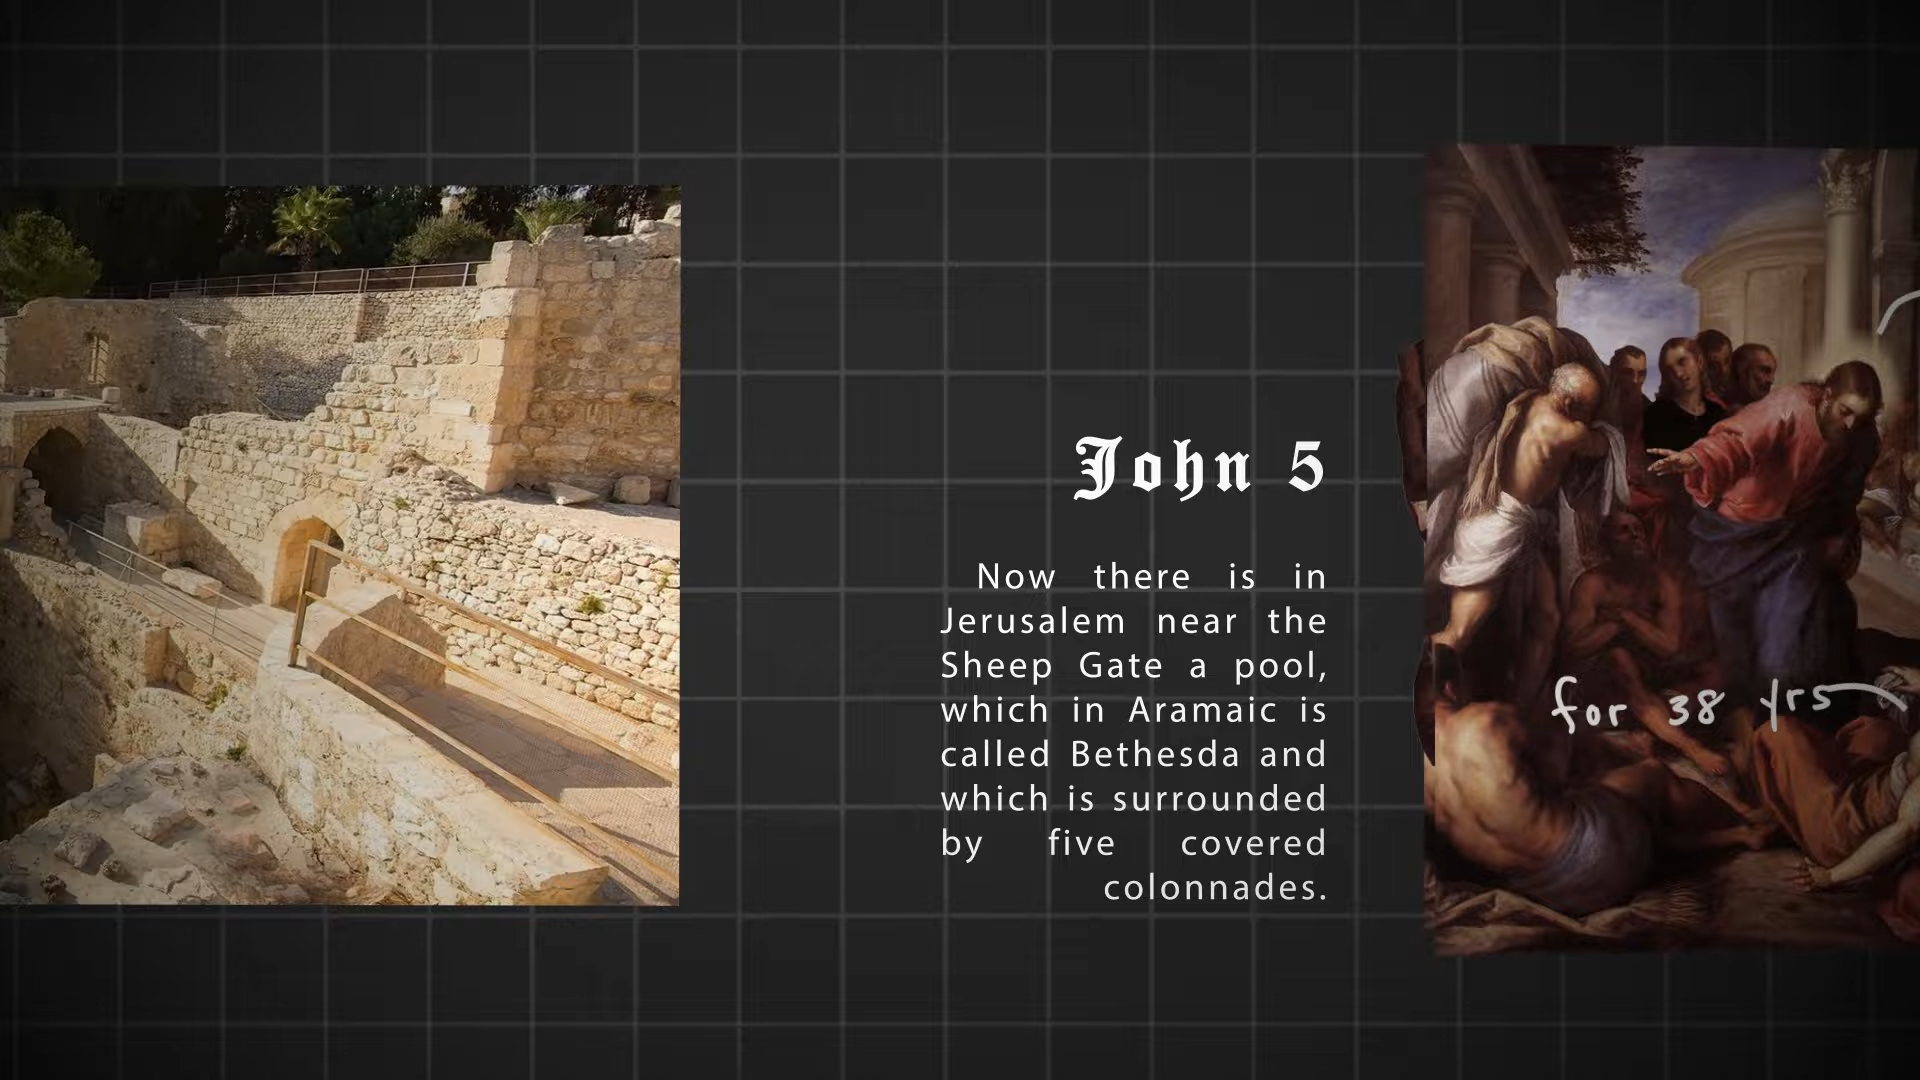 John 5
Now there is in
Jerusalem near the
Sheep Gate a pool,
which in Aramaic is
called Bethesda and
which is surrounded
by five covered
colonnades.
for 38 yrs